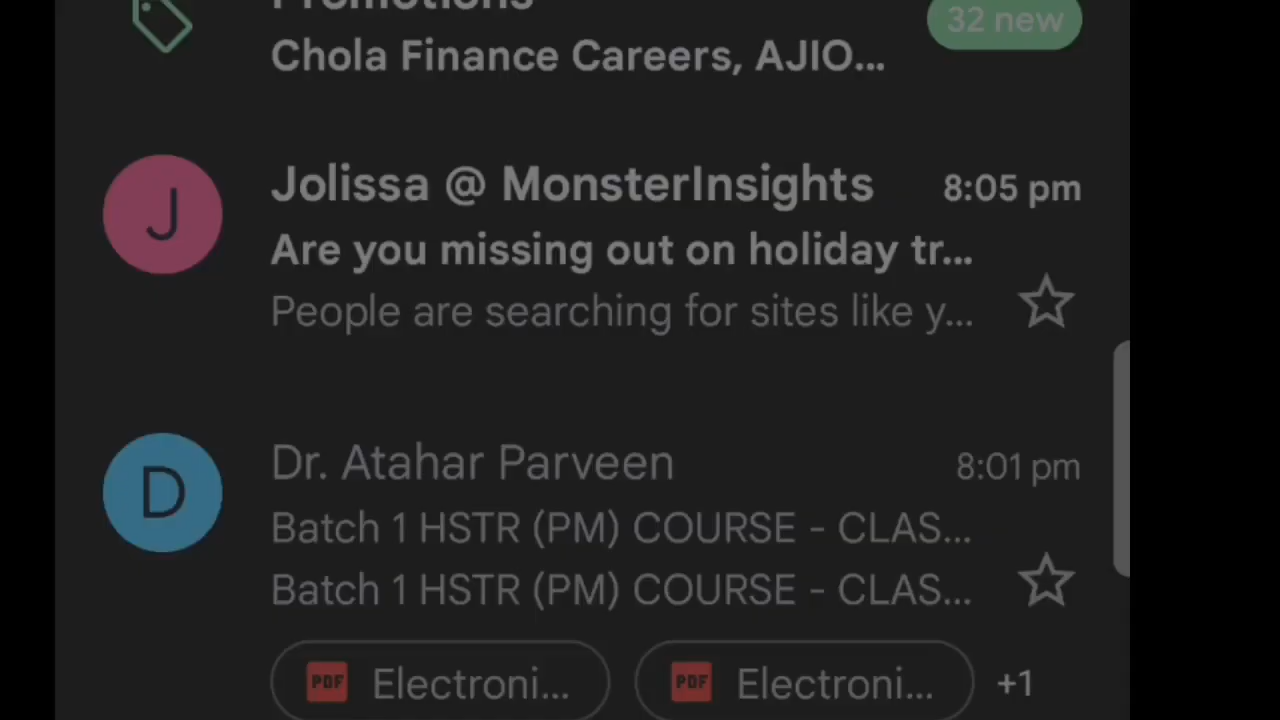 Promotions
32 new
Chola Finance Careers, AJIO...
J
Jolissa @ MonsterInsights
8:05 pm
Are you missing out on holiday tr...
People are searching for sites like y...
D
Dr. Atahar Parveen
8:01 pm
Batch 1 HSTR (PM) COURSE - CLAS...
Batch 1 HSTR (PM) COURSE - CLAS...
PDF Electroni...
PDF Electroni...
+1